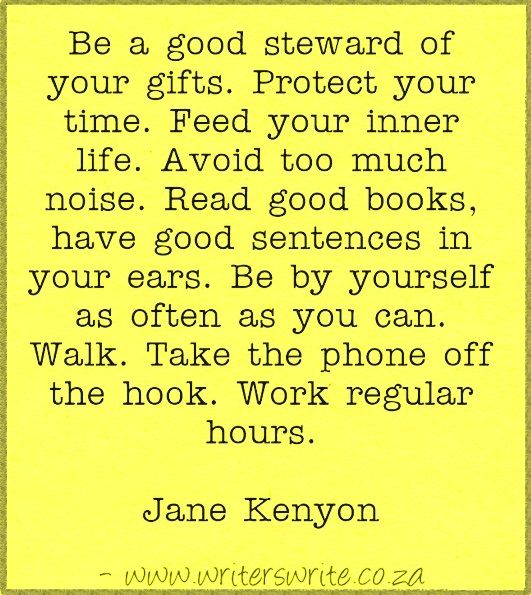 Be a good steward of
your gifts. Protect your
time. Feed your inner
life. Avoid too much
noise. Read good books,
have good sentences in
your ears. Be by yourself
as often as you can.
Walk. Take the phone off
the hook. Work regular
hours.
Jane Kenyon
- www.writerswrite.co.za